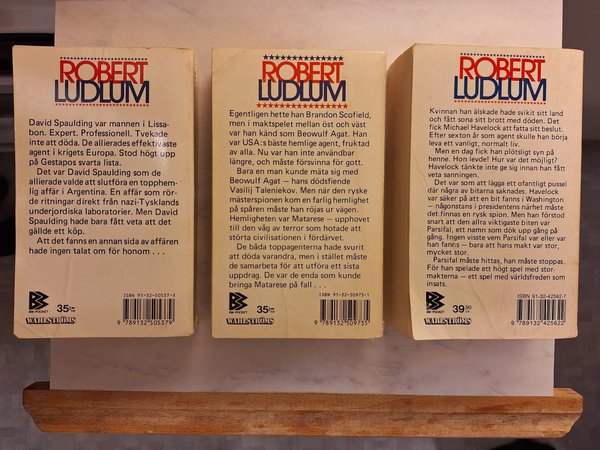 ROBERT
LUDLUM
David Spaulding var mannen i Lissa-
bon. Expert. Professionell. Tvekade
inte att döda. De allierades effektivaste
agent i krigets Europa. Stod högt upp
på Gestapos svarta lista.
Det var David Spaulding som de
allierade valde att slutföra en topphem-
lig affär i Argentina. En affär som rör-
de ritningar direkt från nazi-Tysklands
underjordiska laboratorier. Men David
Spaulding hade bara fått veta att det
gällde ett köp.
Att det fanns en annan sida av affären
hade ingen talat om för honom . . .
ISBN 91-32-50537-X
BW POCKET
35:-
WAHLSTRÖMS
9 789132 505379
ROBERT
LUDLUM
Egentligen hette han Brandon Scofield,
men i maktspelet mellan öst och väst
var han känd som Beowulf Agat. Han
var USA:s bäste hemlige agent, fruktad
av alla. Nu var han inte användbar
längre, och måste försvinna för gott.
Bara en man kunde mäta sig med
Beowulf Agat – hans dödsfiende
Vasilij Taleniekov. Men när den ryske
mästerspionen kom en farlig hemlighet
på spåren måste han röjas ur vägen.
Hemligheten var Matarese – upphovet
till den våg av terror som hotade att
störta civilisationen i fördärvet.
De båda toppagenterna hade svurit
att döda varandra, men i stället måste
de samarbeta för att utföra ett sista
uppdrag. De var de enda som kunde
bringa Matarese på fall . . .
ISBN 91-32-50973-1
BW POCKET
35:-
WAHLSTRÖMS
9 789132 509735
ROBERT
LUDLUM
Kvinnan han älskade hade svikit sitt land
och fått sona sitt brott med döden. Det
fick Michael Havelock att fatta sitt beslut.
Efter sexton år som agent skulle han börja
leva ett vanligt, normalt liv.
Men en dag fick han plötsligt syn på
henne. Hon levde! Hur var det möjligt?
Havelock tänkte inte ge sig innan han fått
veta sanningen.
Det var som att lägga ett ofantligt pussel
där några av bitarna saknades. Havelock
var säker på att en bit fanns i Washington
– någonstans i presidentens närhet måste
det finnas en rysk spion. Men han förstod
snart att den allra viktigaste biten var
Parsifal, ett namn som dök upp gång på
gång. Ingen visste vem Parsifal var eller var
han fanns – bara att hans makt var stor,
mycket stor.
Parsifal måste hittas, han måste stoppas.
För han spelade ett högt spel med stor-
makterna – ett spel med världsfreden som
insats.
ISBN 91-32-42562-7
BW POCKET
39:50
WAHLSTRÖMS
9 789132 425622